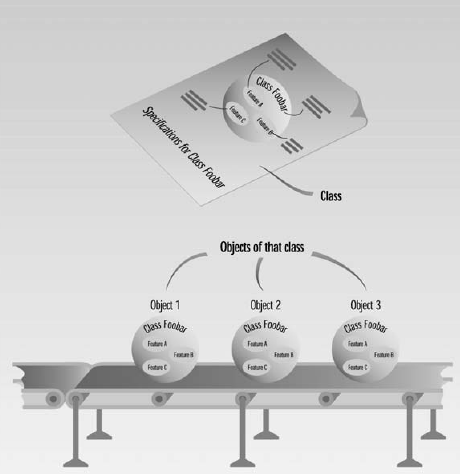 Class Foobar
Feature A
Feature B
Feature C
Specifications for Class Foobar
Class
Objects of that class
Object 1
Object 2
Object 3
Class Foobar
Feature A
Feature B
Feature C
Class Foobar
Feature A
Feature B
Feature C
Class Foobar
Feature A
Feature B
Feature C